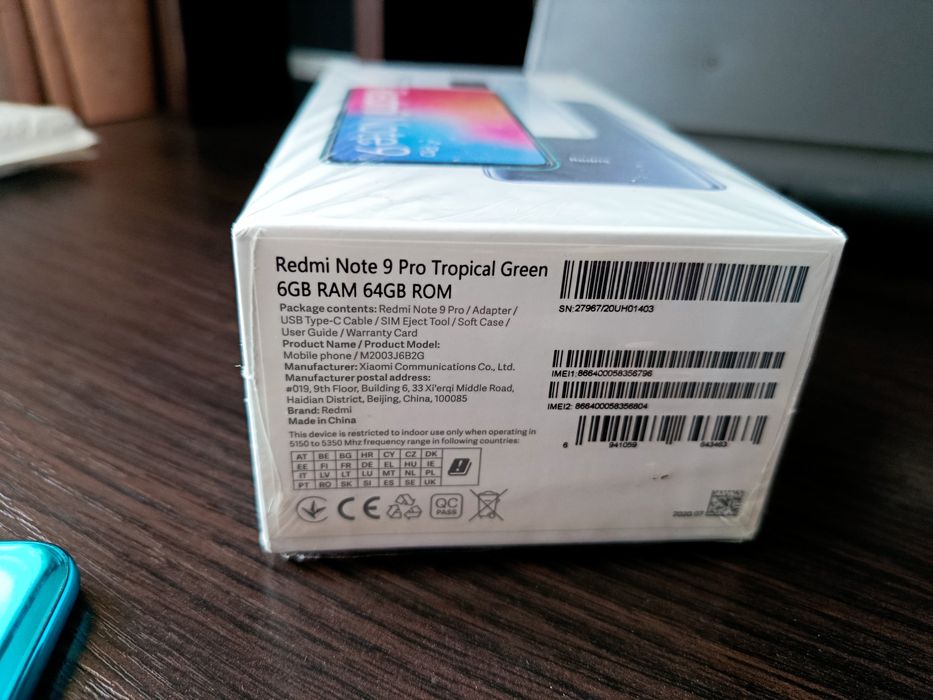 Redmi Note 9 Pro Tropical Green
6GB RAM 64GB ROM
Package contents: Redmi Note 9 Pro / Adapter /
USB Type-C Cable / SIM Eject Tool / Soft Case /
User Guide / Warranty Card
Product Name / Product Model:
Mobile phone / M2003J6B2G
Manufacturer: Xiaomi Communications Co., Ltd.
Manufacturer postal address:
#019, 9th Floor, Building 6, 33 Xi'erqi Middle Road,
Haidian District, Beijing, China, 100085
Brand: Redmi
Made in China
This device is restricted to indoor use only when operating in
5150 to 5350 Mhz frequency range in following countries:
AT BE BG HR CY CZ DK
EE FI FR DE EL HU IE
IT LV LT LU MT NL PL
PT RO SK SI ES SE UK
CE
QC
PASS
SN:27967/20UH01403
IMEI1:866400058356796
IMEI2: 866400058356804
6 941059 643463
2020.07
Redmi